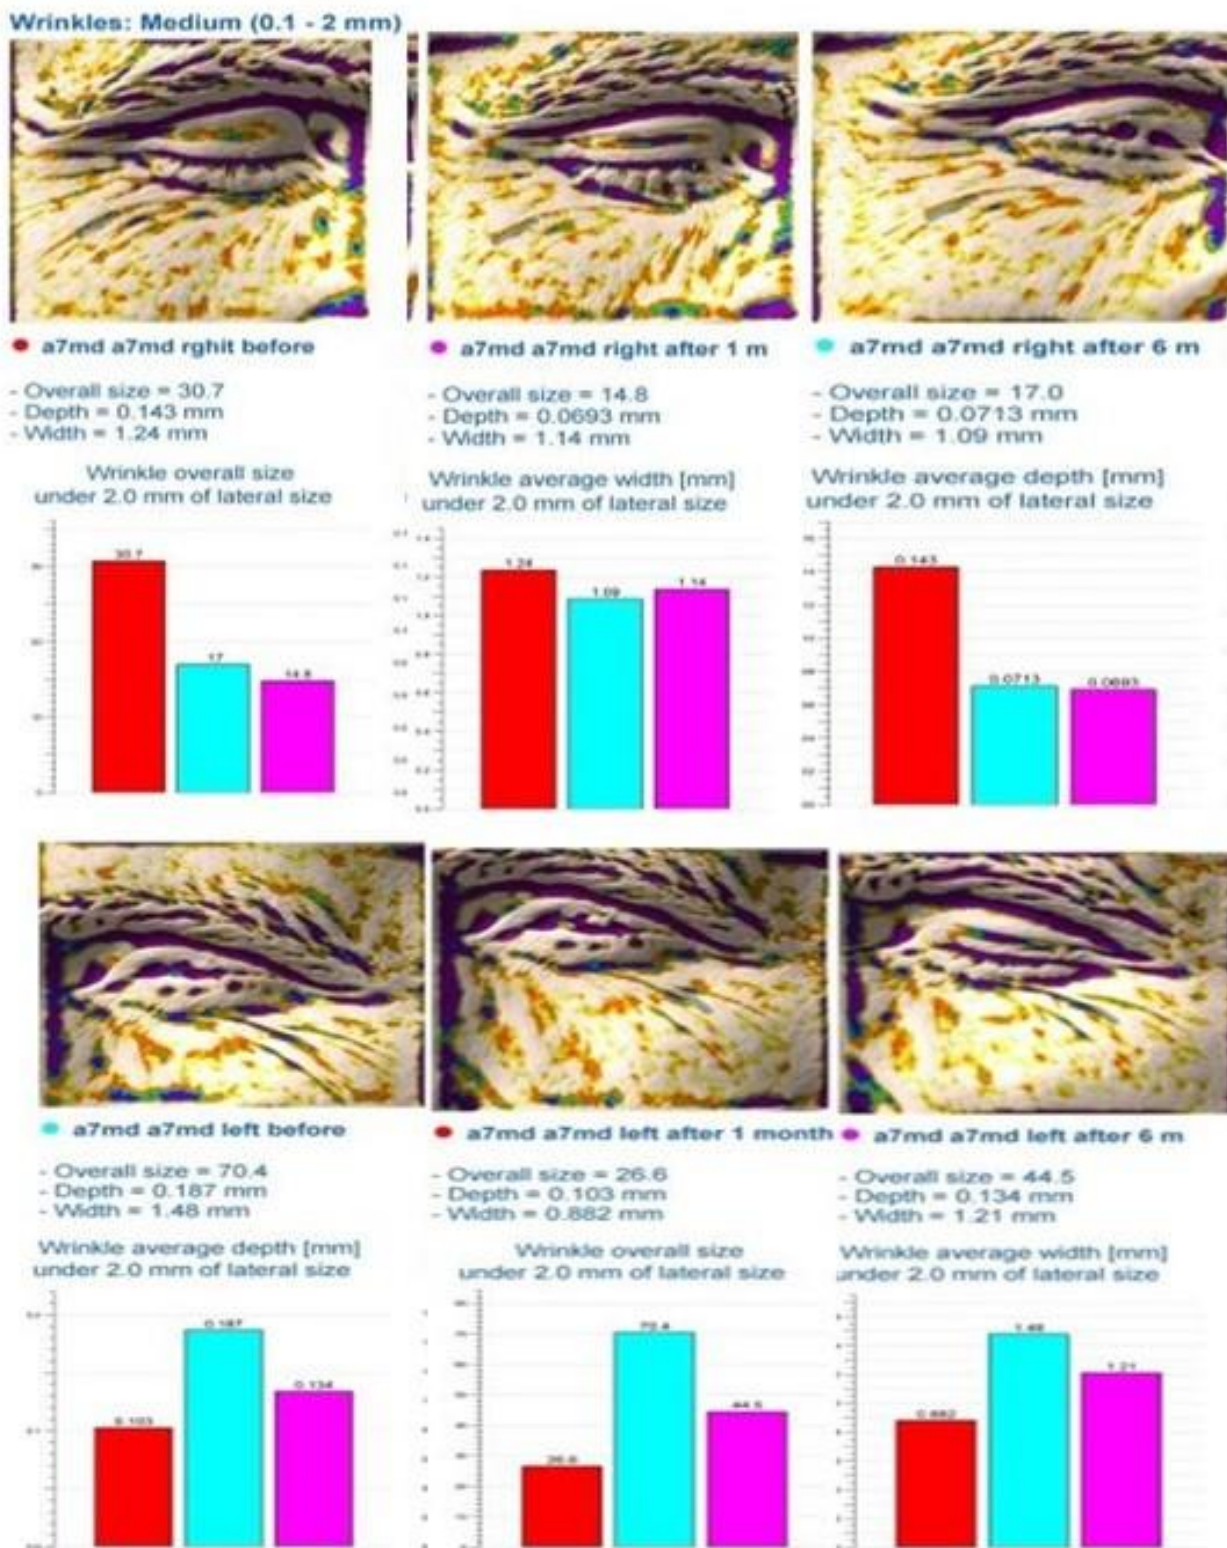 Wrinkles: Medium (0.1 - 2 mm)
a7md a7md rghit before
- Overall size = 30.7
- Depth = 0.143 mm
- Width = 1.24 mm
a7md a7md right after 1 m
- Overall size = 14.8
- Depth = 0.0693 mm
- Width = 1.14 mm
a7md a7md right after 6 m
- Overall size = 17.0
- Depth = 0.0713 mm
- Width = 1.09 mm
Wrinkle overall size
under 2.0 mm of lateral size
30.7
17
14.8
Wrinkle average width [mm]
under 2.0 mm of lateral size
1.24
1.09
1.14
Wrinkle average depth [mm]
under 2.0 mm of lateral size
0.143
0.0713
0.0693
a7md a7md left before
- Overall size = 70.4
- Depth = 0.187 mm
- Width = 1.48 mm
a7md a7md left after 1 month
- Overall size = 26.6
- Depth = 0.103 mm
- Width = 0.882 mm
a7md a7md left after 6 m
- Overall size = 44.5
- Depth = 0.134 mm
- Width = 1.21 mm
Wrinkle average depth [mm]
under 2.0 mm of lateral size
0.103
0.187
0.134
Wrinkle overall size
under 2.0 mm of lateral size
26.6
70.4
44.5
Wrinkle average width [mm]
under 2.0 mm of lateral size
0.882
1.48
1.21